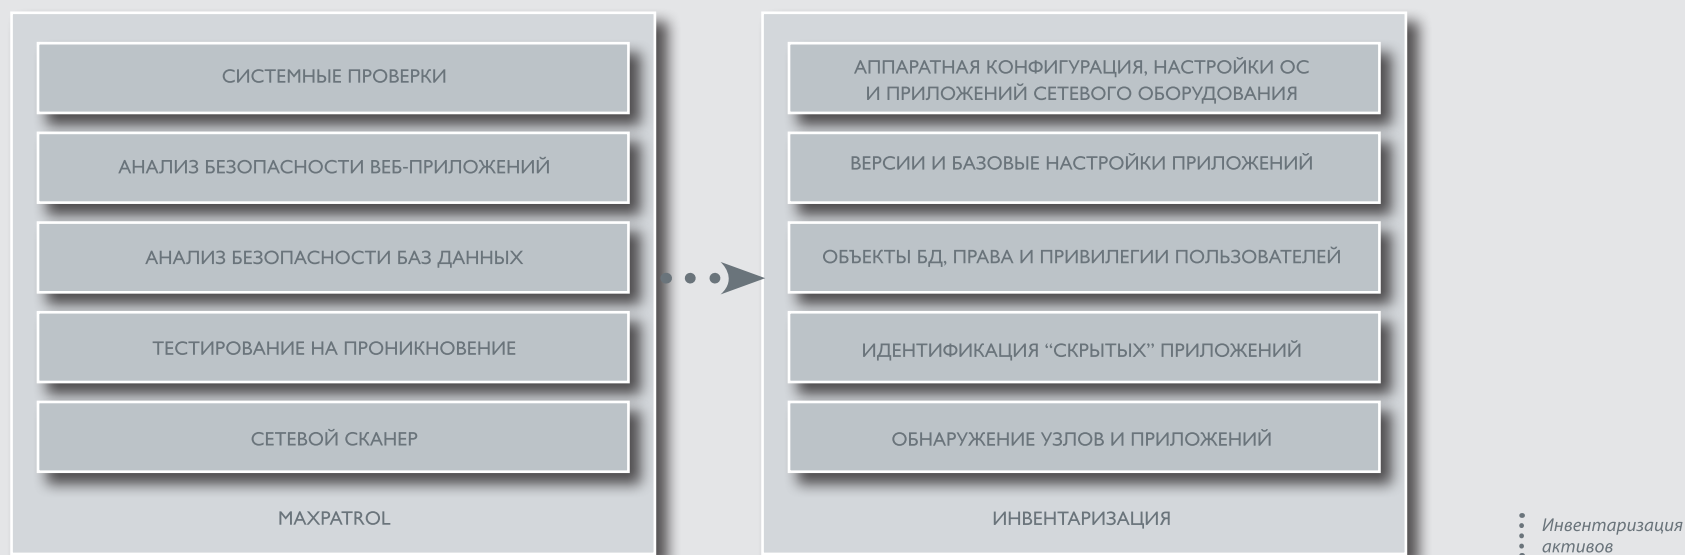 СИСТЕМНЫЕ ПРОВЕРКИ
АНАЛИЗ БЕЗОПАСНОСТИ ВЕБ-ПРИЛОЖЕНИЙ
АНАЛИЗ БЕЗОПАСНОСТИ БАЗ ДАННЫХ
ТЕСТИРОВАНИЕ НА ПРОНИКНОВЕНИЕ
СЕТЕВОЙ СКАНЕР
MAXPATROL
АППАРАТНАЯ КОНФИГУРАЦИЯ, НАСТРОЙКИ ОС
И ПРИЛОЖЕНИЙ СЕТЕВОГО ОБОРУДОВАНИЯ
ВЕРСИИ И БАЗОВЫЕ НАСТРОЙКИ ПРИЛОЖЕНИЙ
ОБЪЕКТЫ БД, ПРАВА И ПРИВИЛЕГИИ ПОЛЬЗОВАТЕЛЕЙ
ИДЕНТИФИКАЦИЯ “СКРЫТЫХ” ПРИЛОЖЕНИЙ
ОБНАРУЖЕНИЕ УЗЛОВ И ПРИЛОЖЕНИЙ
ИНВЕНТАРИЗАЦИЯ
Инвентаризация
активов